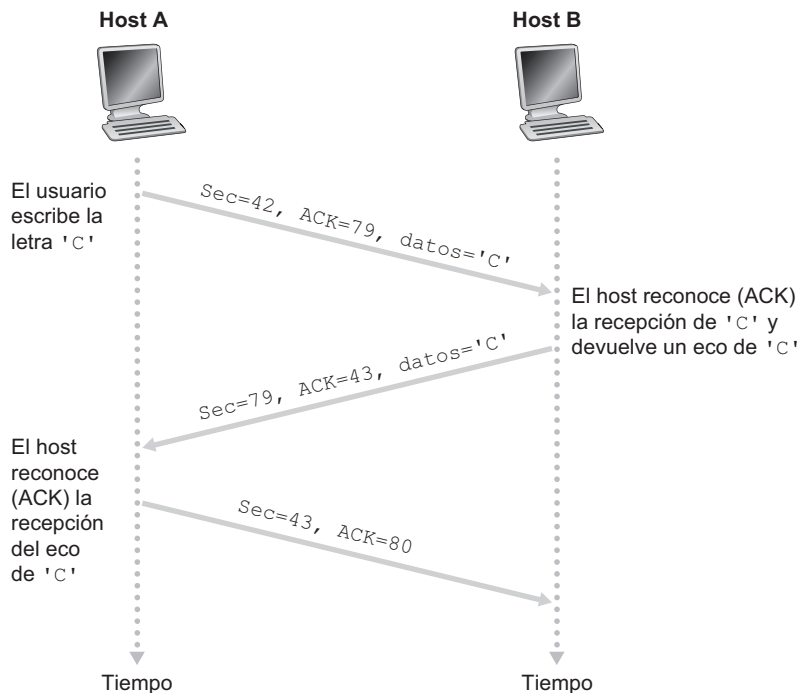 Host A
Host B
El usuario
escribe la
letra 'C'
Sec=42, ACK=79, datos='C'
El host reconoce (ACK)
la recepción de 'C' y
devuelve un eco de 'C'
Sec=79, ACK=43, datos='C'
El host
reconoce
(ACK) la
recepción
del eco
de 'C'
Sec=43, ACK=80
Tiempo
Tiempo